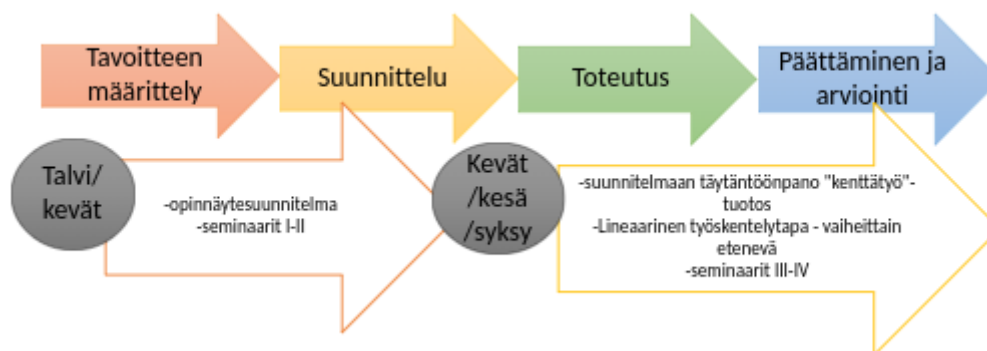 Tavoitteen
määrittely
Suunnittelu
Toteutus
Päättäminen ja
arviointi
Talvi/
kevät
-opinnäytesuunnitelma
-seminaarit I-II
Kevät
/kesä
/syksy
-suunnitelmaan täytäntöönpano "kenttätyö"-
tuotos
-Lineaarinen työskentelytapa - vaiheittain
etenevä
-seminaarit III-IV